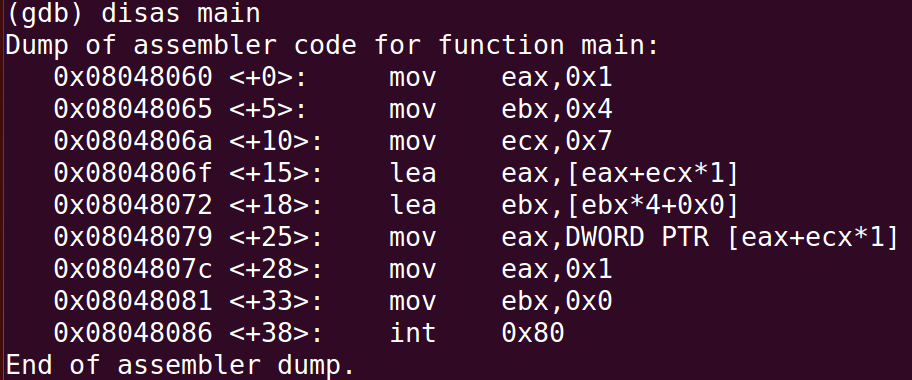 (gdb) disas main
Dump of assembler code for function main:
   0x08048060 <+0>:     mov    eax,0x1
   0x08048065 <+5>:     mov    ebx,0x4
   0x0804806a <+10>:    mov    ecx,0x7
   0x0804806f <+15>:    lea    eax,[eax+ecx*1]
   0x08048072 <+18>:    lea    ebx,[ebx*4+0x0]
   0x08048079 <+25>:    mov    eax,DWORD PTR [eax+ecx*1]
   0x0804807c <+28>:    mov    eax,0x1
   0x08048081 <+33>:    mov    ebx,0x0
   0x08048086 <+38>:    int    0x80
End of assembler dump.